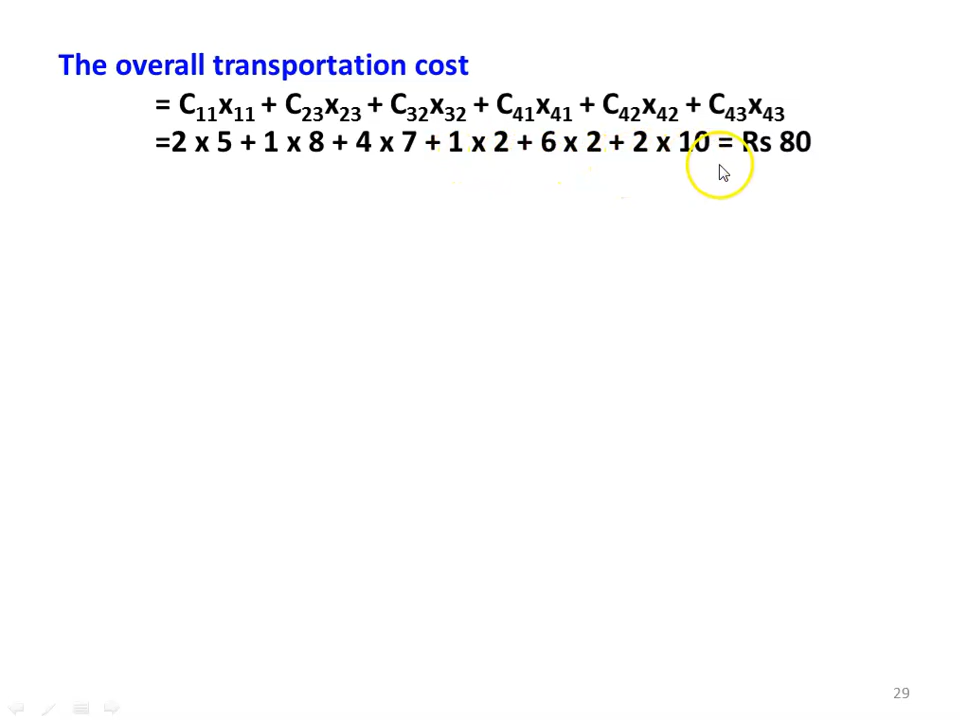 The overall transportation cost
= C₁₁x₁₁ + C₂₃x₂₃ + C₃₂x₃₂ + C₄₁x₄₁ + C₄₂x₄₂ + C₄₃x₄₃
=2 x 5 + 1 x 8 + 4 x 7 + 1 x 2 + 6 x 2 + 2 x 10 = Rs 80
29